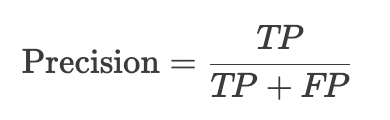 Precision = TP / (TP + FP)